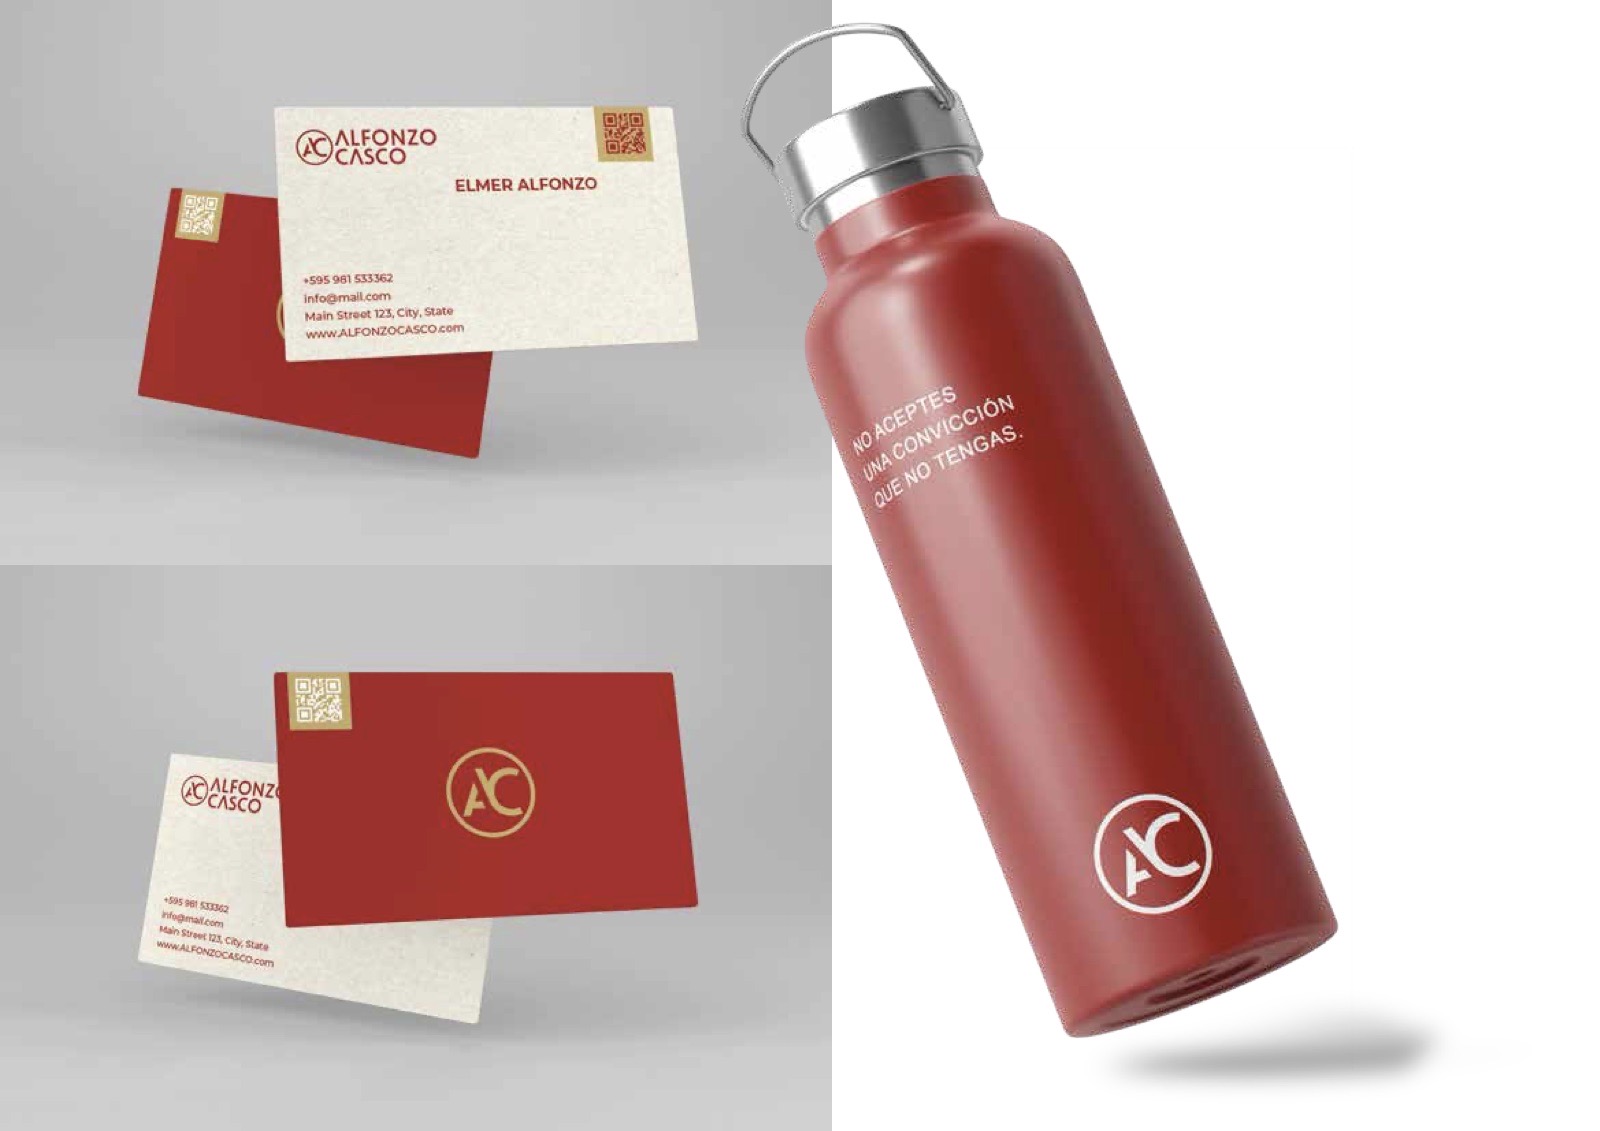 AC ALFONZO
CASCO
ELMER ALFONZO
+595 981 533362
info@mail.com
Main Street 123, City, State
www.ALFONZOCASCO.com
AC ALFONZO
CASCO
+595 981 533362
info@mail.com
Main Street 123, City, State
www.ALFONZOCASCO.com
AC
NO ACEPTES
UNA CONVICCIÓN
QUE NO TENGAS.
AC